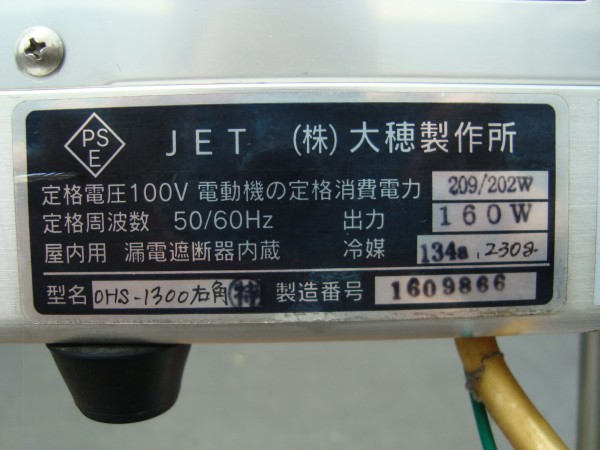 PS E JET (株) 大穂製作所
定格電圧100V 電動機の定格消費電力 209/202W
定格周波数 50/60Hz 出力 160W
屋内用 漏電遮断器内蔵 冷媒 134a, 230g
型名 OHS-1300右角 特 製造番号 1609866